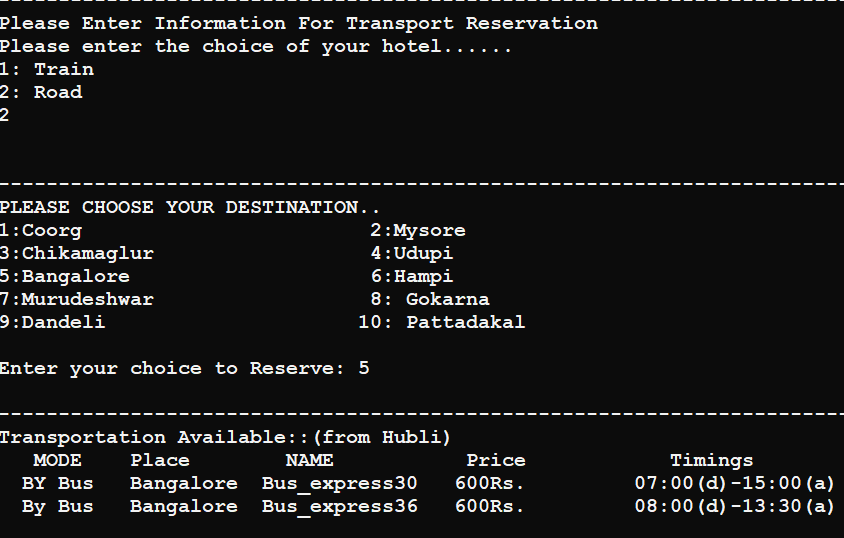 Please Enter Information For Transport Reservation
Please enter the choice of your hotel......
1: Train
2: Road
2
PLEASE CHOOSE YOUR DESTINATION..
1:Coorg 2:Mysore
3:Chikamaglur 4:Udupi
5:Bangalore 6:Hampi
7:Murudeshwar 8: Gokarna
9:Dandeli 10: Pattadakal
Enter your choice to Reserve: 5
Transportation Available::(from Hubli)
MODE Place NAME Price Timings
BY Bus Bangalore Bus_express30 600Rs. 07:00(d)-15:00(a)
By Bus Bangalore Bus_express36 600Rs. 08:00(d)-13:30(a)